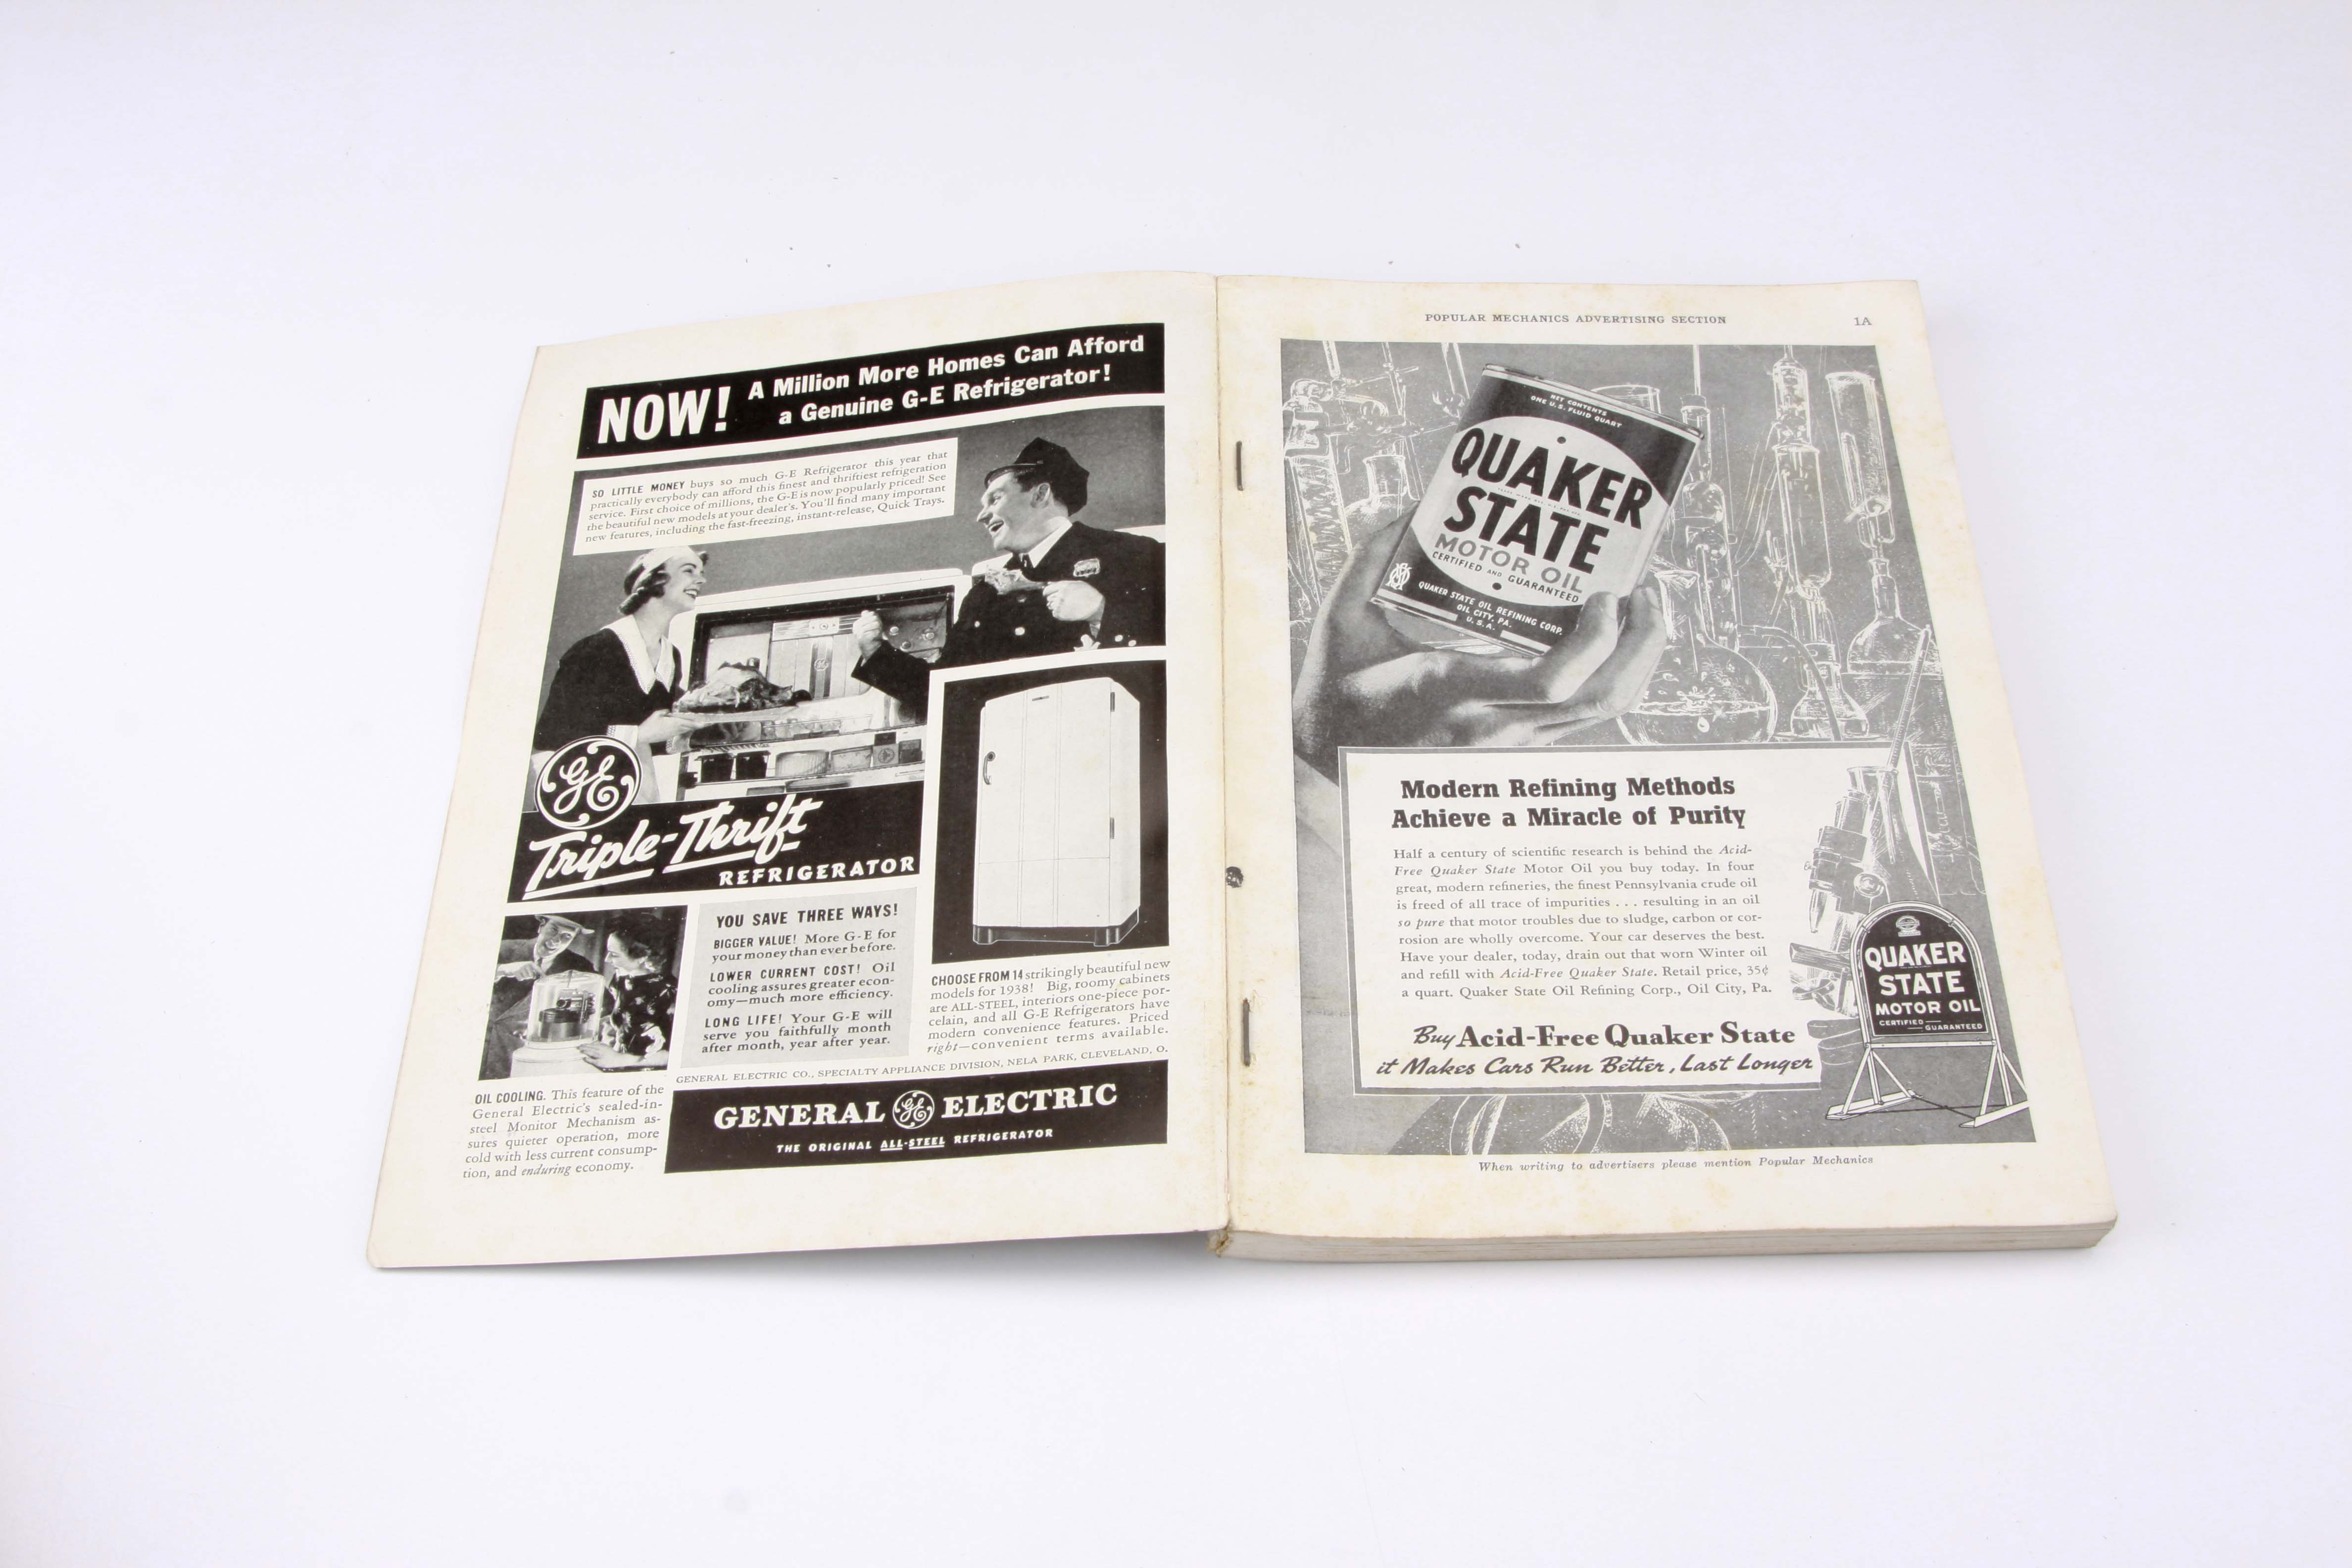 NOW!
A Million More Homes Can Afford
a Genuine G-E Refrigerator!
SO LITTLE MONEY buys so much G-E Refrigerator this year that
practically everybody can afford this finest and thriftiest refrigeration
service. First choice of millions, the G-E is now popularly priced! See
the beautiful new models at your dealer's. You'll find many important
new features, including the fast-freezing, instant-release, Quick Trays.
GE
Triple-Thrift
REFRIGERATOR
YOU SAVE THREE WAYS!
BIGGER VALUE! More G-E for
your money than ever before.
LOWER CURRENT COST! Oil
cooling assures greater econ-
omy—much more efficiency.
LONG LIFE! Your G-E will
serve you faithfully month
after month, year after year.
CHOOSE FROM 14 strikingly beautiful new
models for 1938! Big, roomy cabinets
are ALL-STEEL, interiors one-piece por-
celain, and all G-E Refrigerators have
modern convenience features. Priced
right—convenient terms available.
GENERAL ELECTRIC CO., SPECIALTY APPLIANCE DIVISION, NELA PARK, CLEVELAND, O.
OIL COOLING. This feature of the
General Electric's sealed-in-
steel Monitor Mechanism as-
sures quieter operation, more
cold with less current consump-
tion, and enduring economy.
GENERAL GE ELECTRIC
THE ORIGINAL ALL-STEEL REFRIGERATOR
POPULAR MECHANICS ADVERTISING SECTION
1A
NET CONTENTS
ONE U.S. FLUID QUART
QUAKER
STATE
MOTOR OIL
CERTIFIED AND GUARANTEED
QUAKER STATE OIL REFINING CORP.
OIL CITY, PA.
U.S.A.
Modern Refining Methods
Achieve a Miracle of Purity
Half a century of scientific research is behind the Acid-
Free Quaker State Motor Oil you buy today. In four
great, modern refineries, the finest Pennsylvania crude oil
is freed of all trace of impurities . . . resulting in an oil
so pure that motor troubles due to sludge, carbon or cor-
rosion are wholly overcome. Your car deserves the best.
Have your dealer, today, drain out that worn Winter oil
and refill with Acid-Free Quaker State. Retail price, 35¢
a quart. Quaker State Oil Refining Corp., Oil City, Pa.
Buy Acid-Free Quaker State
it Makes Cars Run Better, Last Longer
QUAKER
STATE
MOTOR OIL
CERTIFIED
GUARANTEED
When writing to advertisers please mention Popular Mechanics